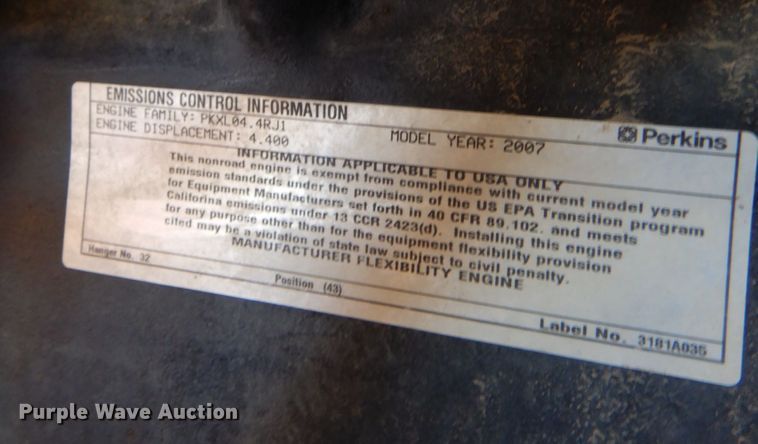 EMISSIONS CONTROL INFORMATION
ENGINE FAMILY: PKXL04.4RJ1
ENGINE DISPLACEMENT: 4.400
MODEL YEAR: 2007
Perkins
INFORMATION APPLICABLE TO USA ONLY
This nonroad engine is exempt from compliance with current model year
emission standards under the provisions of the US EPA Transition program
for Equipment Manufacturers set forth in 40 CFR 89.102. and meets
California emissions under 13 CCR 2423(d). Installing this engine
for any purpose other than for the equipment flexibility provision
cited may be a violation of state law subject to civil penalty.
MANUFACTURER FLEXIBILITY ENGINE
Hanger No. 32
Position (43)
Label No. 3181A035
Purple Wave Auction